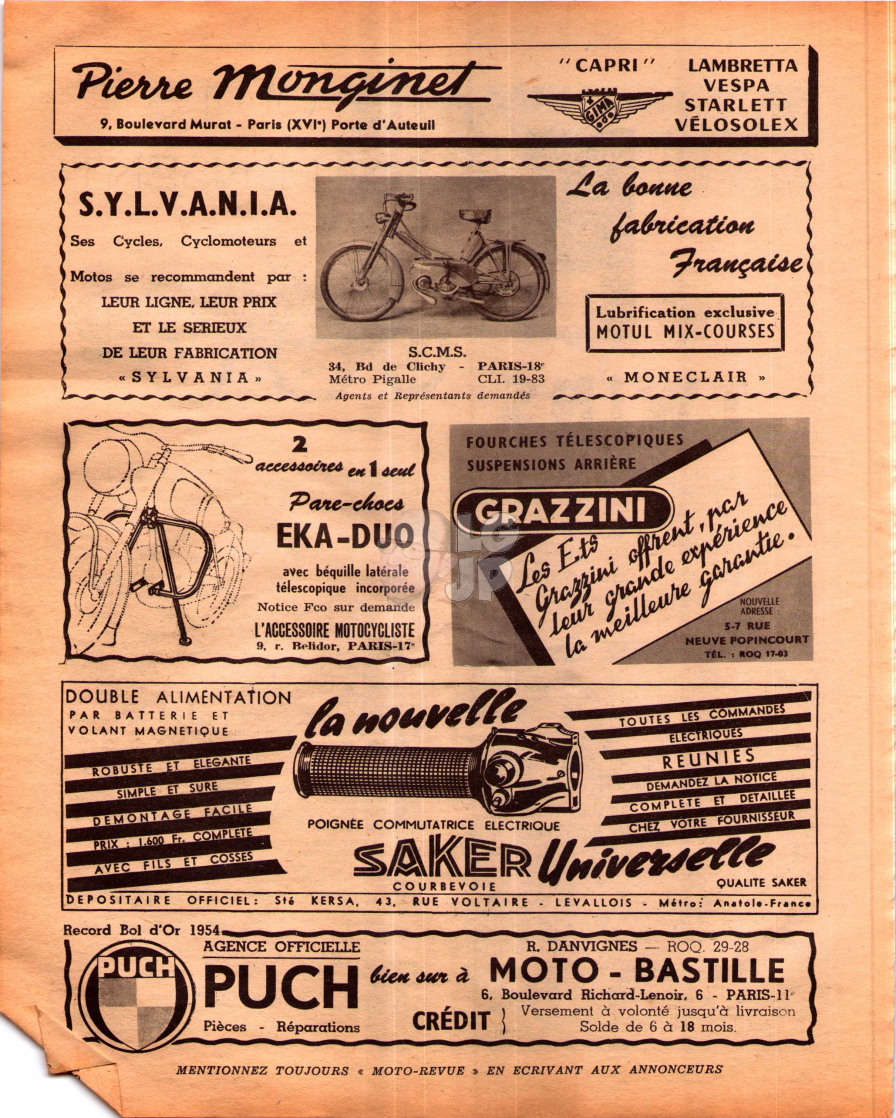 Pierre Monginet
9, Boulevard Murat - Paris (XVIᵉ) Porte d'Auteuil
"CAPRI"
GIMA
LAMBRETTA
VESPA
STARLETT
VÉLOSOLEX
S.Y.L.V.A.N.I.A.
Ses Cycles, Cyclomoteurs et
Motos se recommandent par :
LEUR LIGNE, LEUR PRIX
ET LE SERIEUX
DE LEUR FABRICATION
« SYLVANIA »
S.C.M.S.
34, Bd de Clichy - PARIS-18ᵉ
Métro Pigalle CLI. 19-83
Agents et Représentants demandés
La bonne
fabrication
Française
Lubrification exclusive
MOTUL MIX-COURSES
« MONECLAIR »
2
accessoires en 1 seul
Pare-chocs
EKA-DUO
avec béquille latérale
télescopique incorporée
Notice Fco sur demande
L'ACCESSOIRE MOTOCYCLISTE
9, r. Belidor, PARIS-17ᵉ
FOURCHES TÉLESCOPIQUES
SUSPENSIONS ARRIÈRE
GRAZZINI
Les Ets
Grazzini offrent, par
leur grande expérience
la meilleure garantie.
NOUVELLE
ADRESSE :
5-7 RUE
NEUVE POPINCOURT
TÉL. : ROQ 17-03
DOUBLE ALIMENTATION
PAR BATTERIE ET
VOLANT MAGNETIQUE
ROBUSTE ET ELEGANTE
SIMPLE ET SURE
DEMONTAGE FACILE
PRIX : 1.600 Fr. COMPLETE
AVEC FILS ET COSSES
la nouvelle
POIGNÉE COMMUTATRICE ELECTRIQUE
SAKER Universelle
COURBEVOIE
TOUTES LES COMMANDES
ELECTRIQUES
REUNIES
DEMANDEZ LA NOTICE
COMPLETE ET DETAILLEE
CHEZ VOTRE FOURNISSEUR
QUALITE SAKER
DEPOSITAIRE OFFICIEL: Sté KERSA, 43, RUE VOLTAIRE - LEVALLOIS - Métro: Anatole-France
Record Bol d'Or 1954
PUCH
AGENCE OFFICIELLE
PUCH
Pièces - Réparations
bien sur à
R. DANVIGNES — ROQ. 29-28
MOTO - BASTILLE
6, Boulevard Richard-Lenoir, 6 - PARIS-11ᵉ
CRÉDIT
Versement à volonté jusqu'à livraison
Solde de 6 à 18 mois.
MENTIONNEZ TOUJOURS « MOTO-REVUE » EN ECRIVANT AUX ANNONCEURS